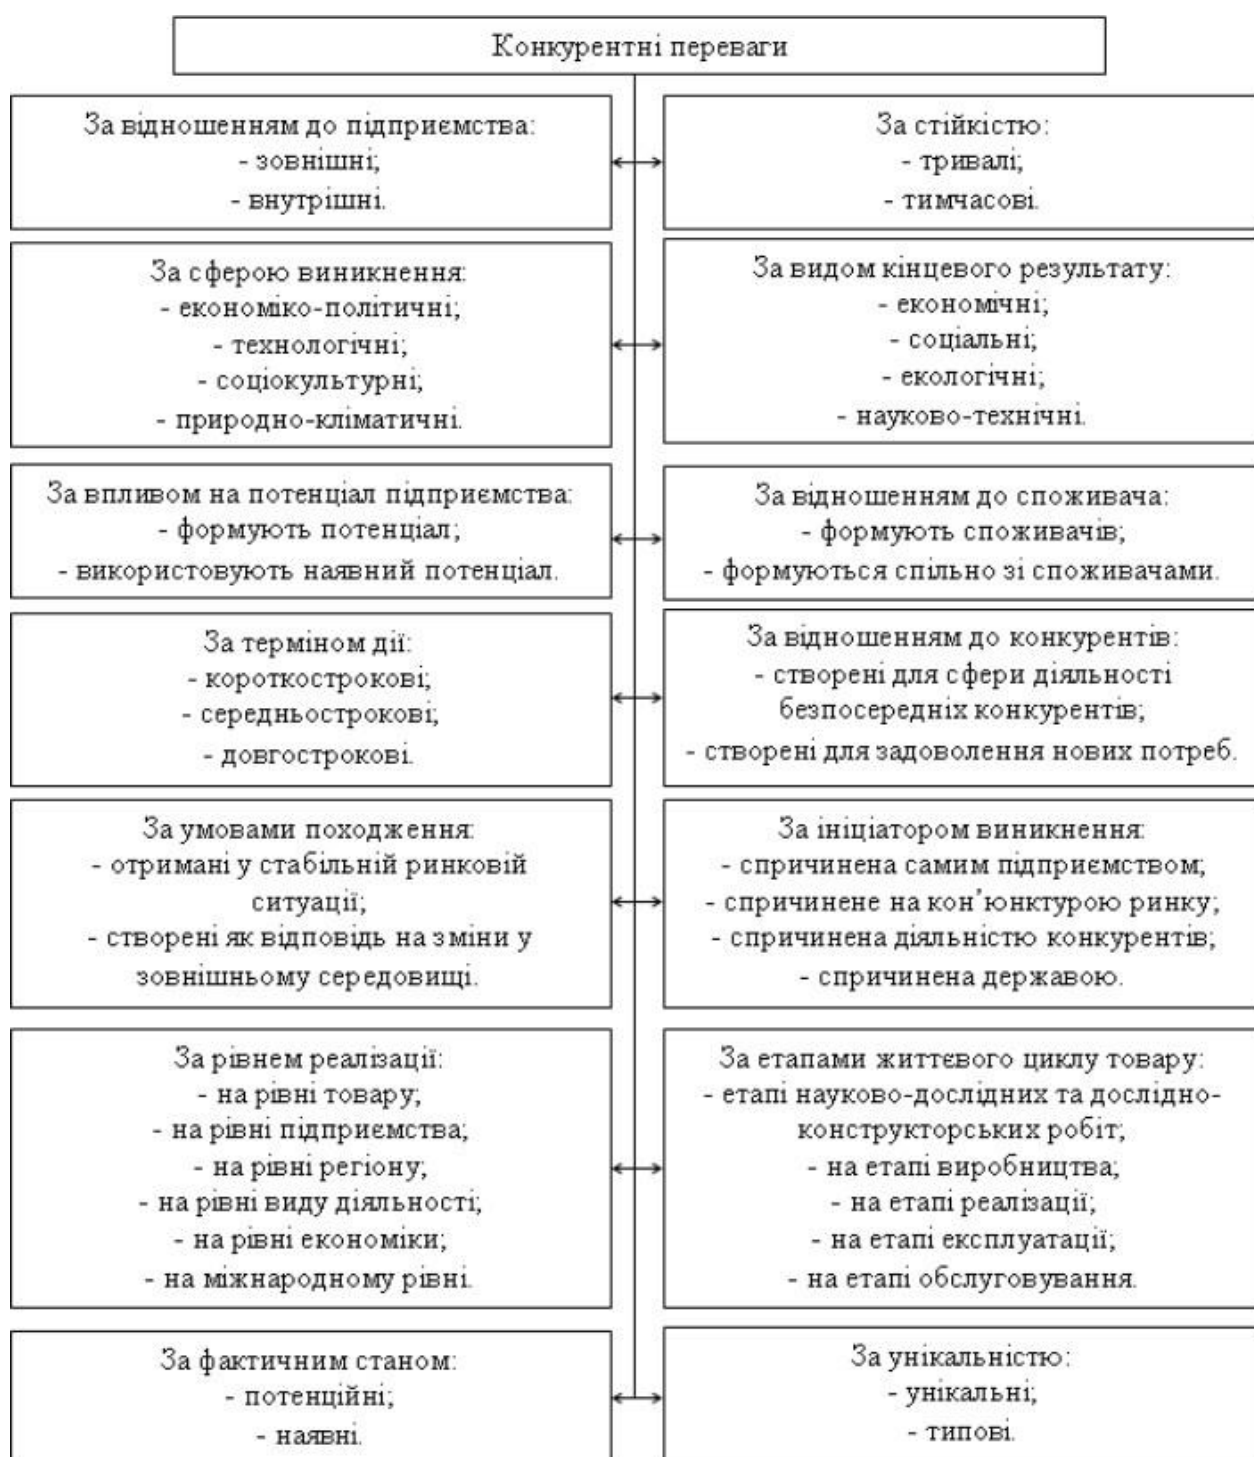 Конкурентні переваги
За відношенням до підприємства:
- зовнішні;
- внутрішні.
За стійкістю:
- тривалі;
- тимчасові.
За сферою виникнення:
- економіко-політичні;
- технологічні;
- соціокультурні;
- природно-кліматичні.
За видом кінцевого результату:
- економічні;
- соціальні;
- екологічні;
- науково-технічні.
За впливом на потенціал підприємства:
- формують потенціал;
- використовують наявний потенціал.
За відношенням до споживача:
- формують споживачів;
- формуються спільно зі споживачами.
За терміном дії:
- короткострокові;
- середньострокові;
- довгострокові.
За відношенням до конкурентів:
- створені для сфери діяльності
безпосередніх конкурентів;
- створені для задоволення нових потреб.
За умовами походження:
- отримані у стабільній ринковій
ситуації;
- створені як відповідь на зміни у
зовнішньому середовищі.
За ініціатором виникнення:
- спричинена самим підприємством;
- спричинене на кон’юнктурою ринку;
- спричинена діяльністю конкурентів;
- спричинена державою.
За рівнем реалізації:
- на рівні товару;
- на рівні підприємства;
- на рівні регіону;
- на рівні виду діяльності;
- на рівні економіки;
- на міжнародному рівні.
За етапами життєвого циклу товару:
- етапі науково-дослідних та дослідно-
конструкторських робіт;
- на етапі виробництва;
- на етапі реалізації;
- на етапі експлуатації;
- на етапі обслуговування.
За фактичним станом:
- потенційні;
- наявні.
За унікальністю:
- унікальні;
- типові.